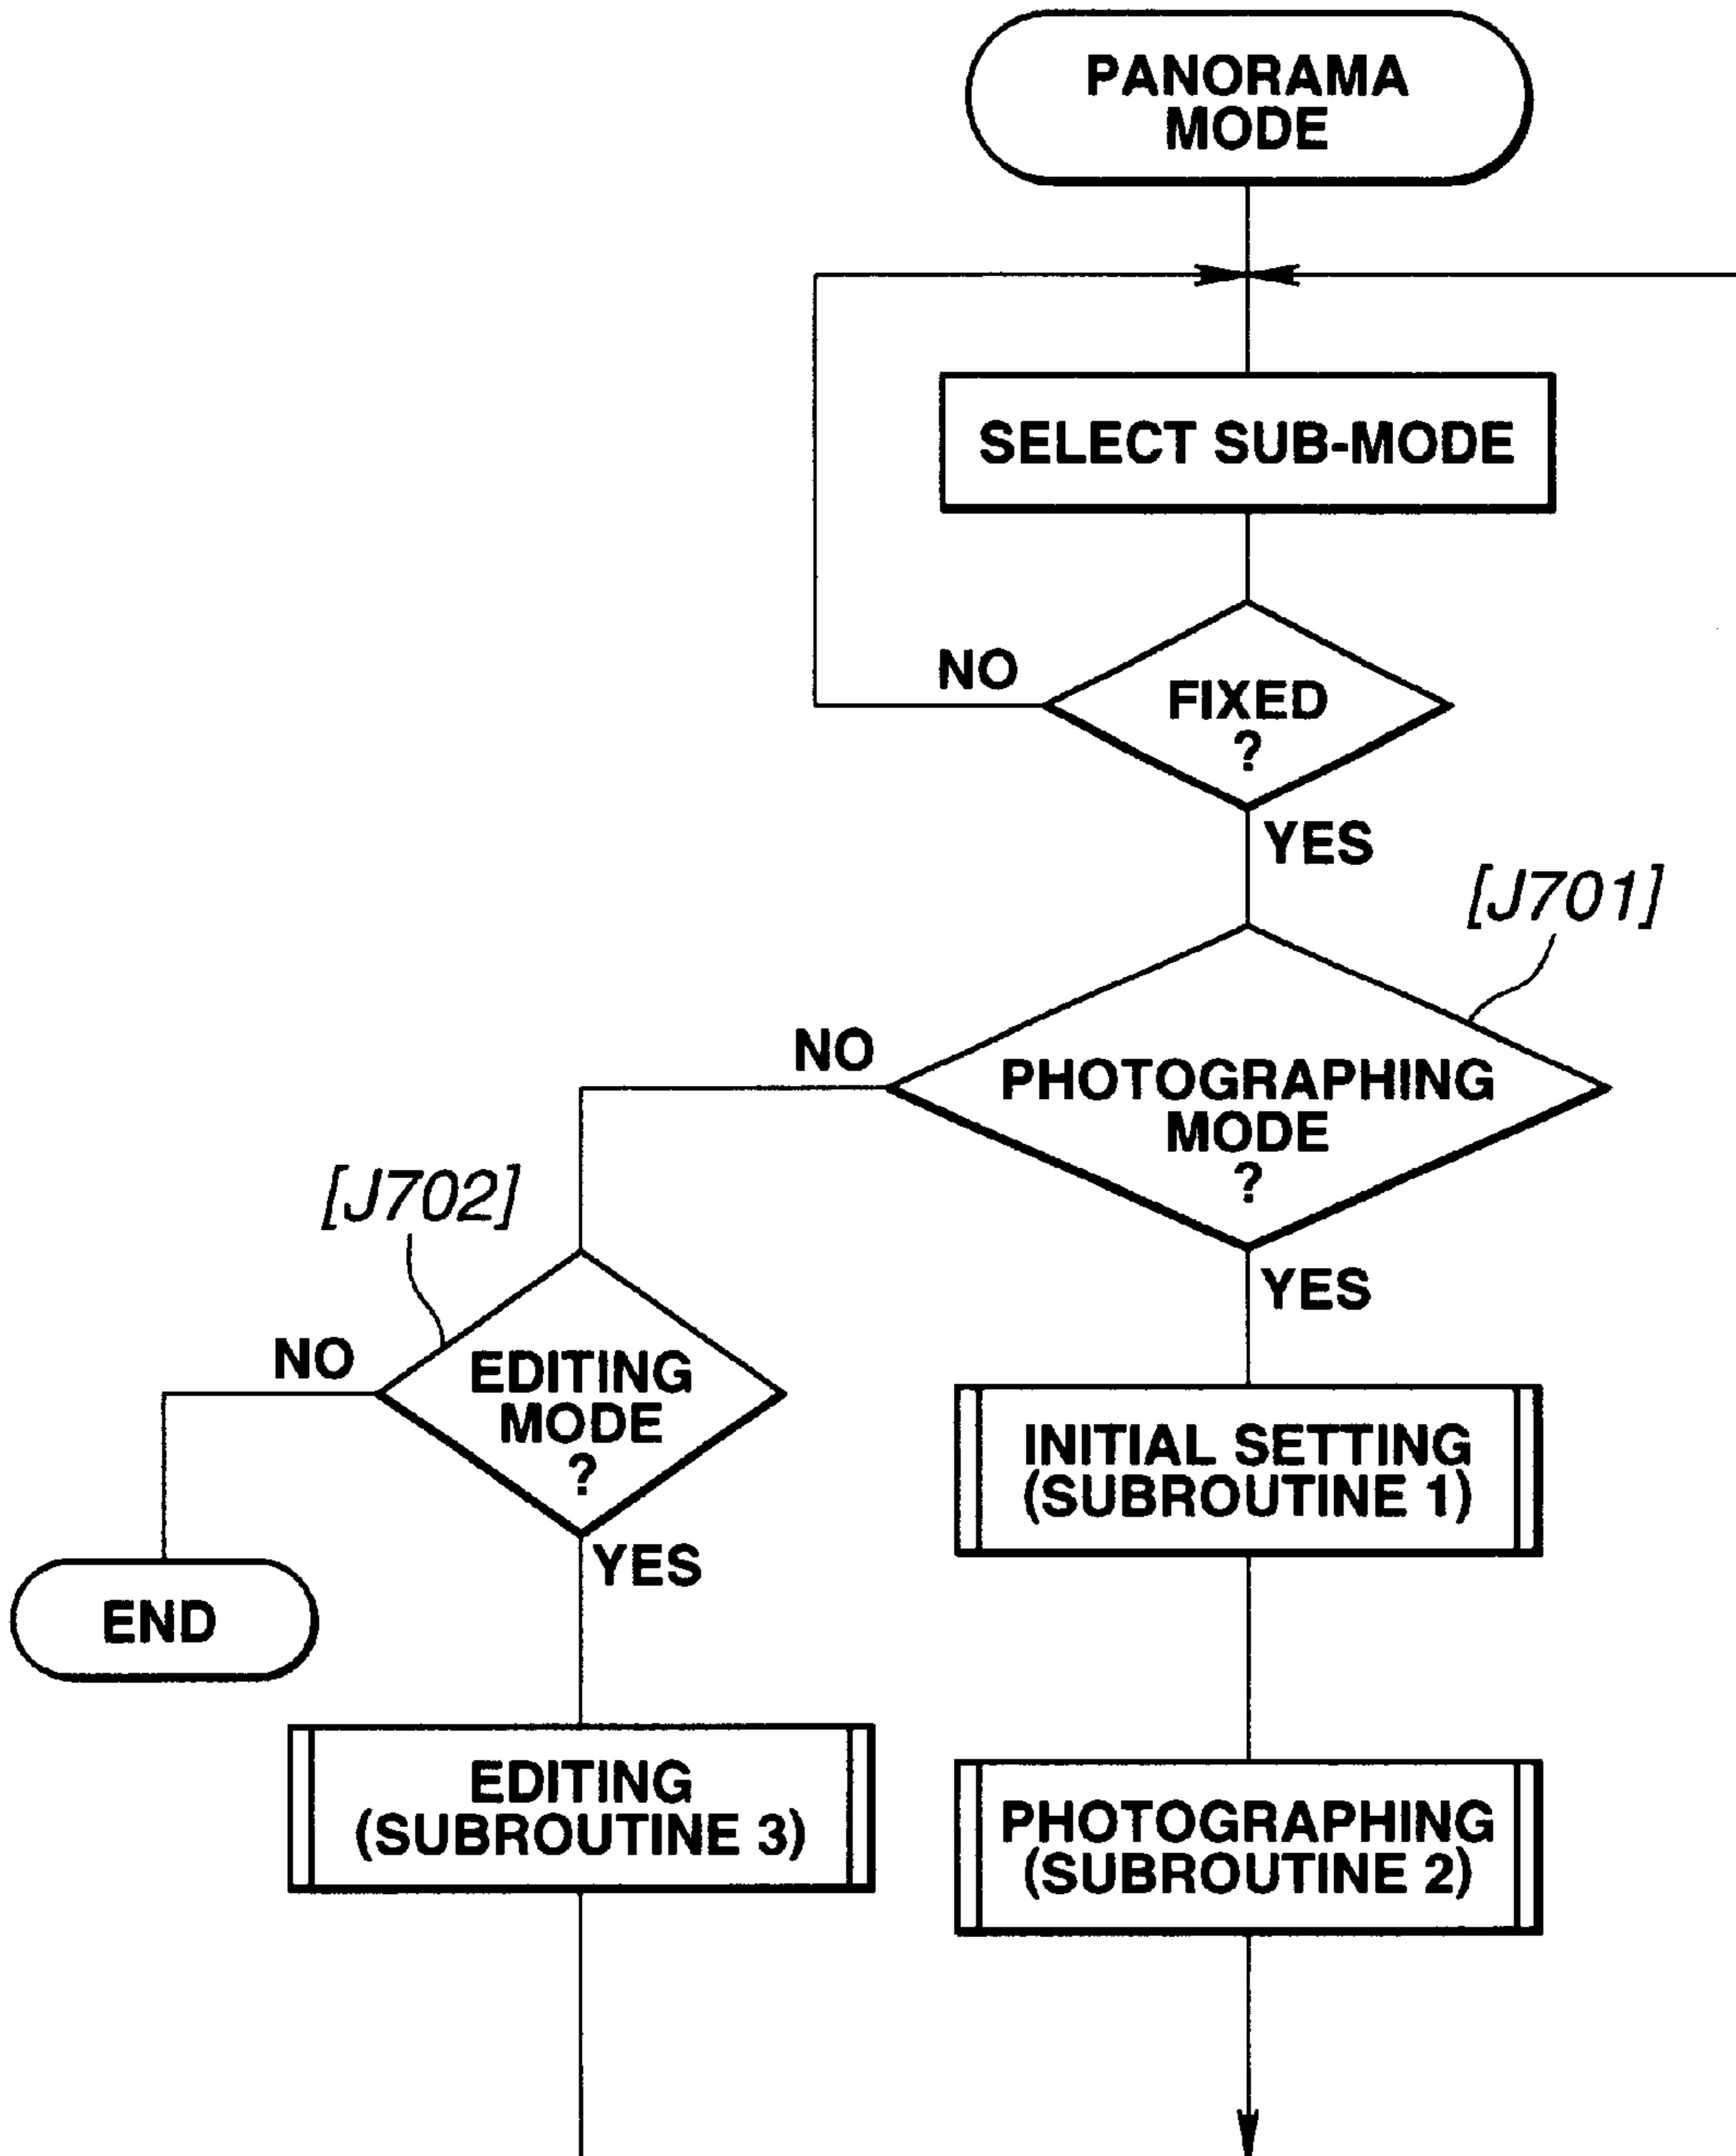 PANORAMA
MODE
SELECT SUB-MODE
NO
FIXED
?
YES
[J701]
NO
PHOTOGRAPHING
MODE
?
[J702]
YES
NO
EDITING
MODE
?
INITIAL SETTING
(SUBROUTINE 1)
YES
END
EDITING
(SUBROUTINE 3)
PHOTOGRAPHING
(SUBROUTINE 2)